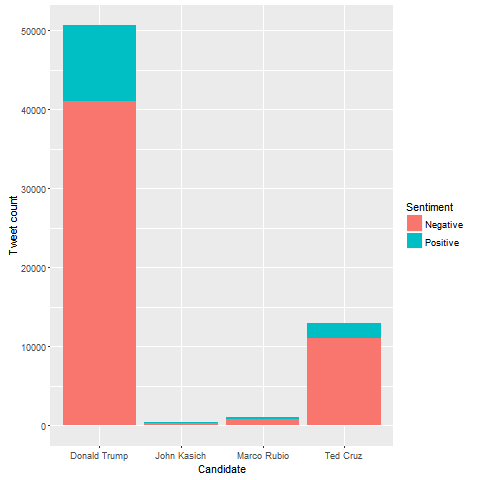 50000
40000
30000
20000
10000
0
Tweet count
Donald Trump
John Kasich
Marco Rubio
Ted Cruz
Candidate
Sentiment
Negative
Positive